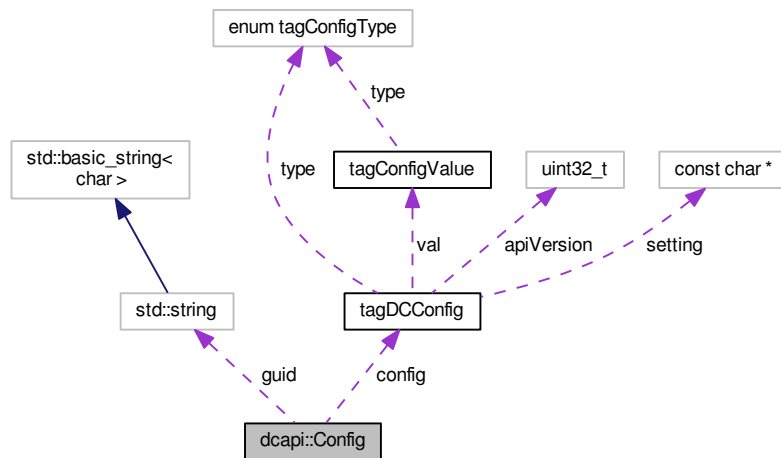 enum tagConfigType
type
std::basic_string<
char >
type
tagConfigValue
uint32_t
const char *
val
apiVersion
setting
std::string
tagDCConfig
guid
config
dcapi::Config